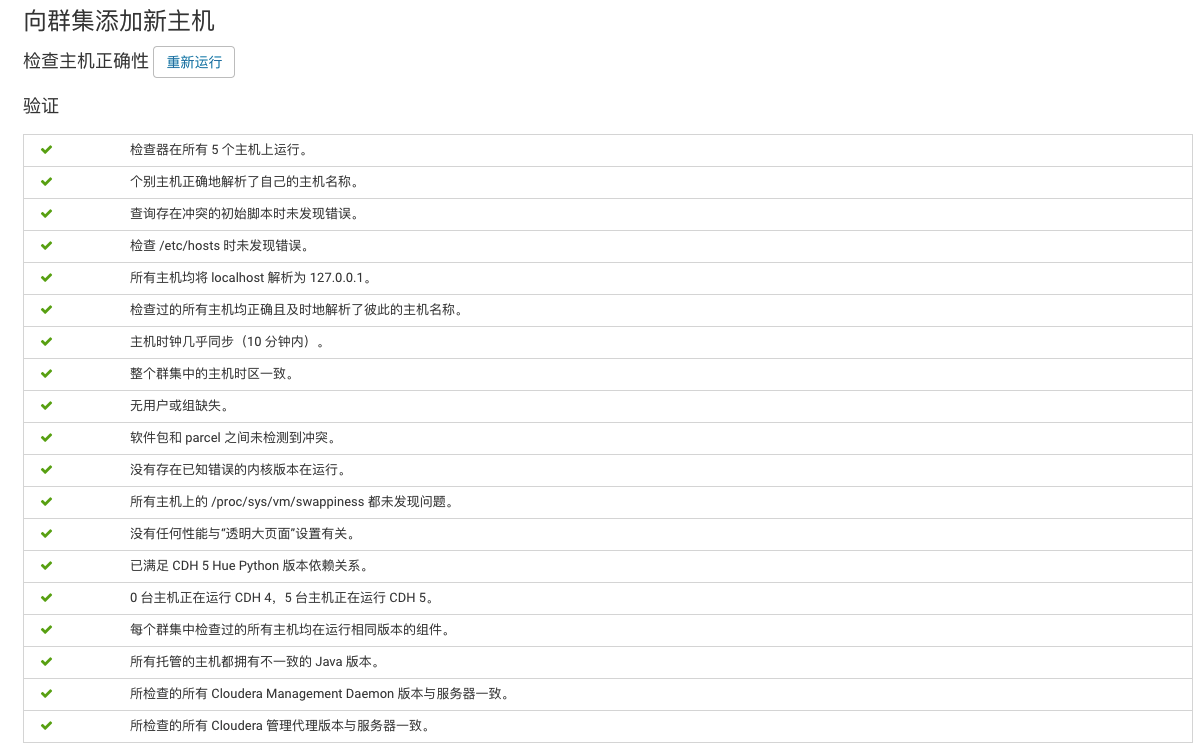 向群集添加新主机
检查主机正确性 重新运行
验证
检查器在所有 5 个主机上运行。
个别主机正确地解析了自己的主机名称。
查询存在冲突的初始脚本时未发现错误。
检查 /etc/hosts 时未发现错误。
所有主机均将 localhost 解析为 127.0.0.1。
检查过的所有主机均正确且及时地解析了彼此的主机名称。
主机时钟几乎同步（10 分钟内）。
整个群集中的主机时区一致。
无用户或组缺失。
软件包和 parcel 之间未检测到冲突。
没有存在已知错误的内核版本在运行。
所有主机上的 /proc/sys/vm/swappiness 都未发现问题。
没有任何性能与“透明大页面”设置有关。
已满足 CDH 5 Hue Python 版本依赖关系。
0 台主机正在运行 CDH 4，5 台主机正在运行 CDH 5。
每个群集中检查过的所有主机均在运行相同版本的组件。
所有托管的主机都拥有不一致的 Java 版本。
所检查的所有 Cloudera Management Daemon 版本与服务器一致。
所检查的所有 Cloudera 管理代理版本与服务器一致。